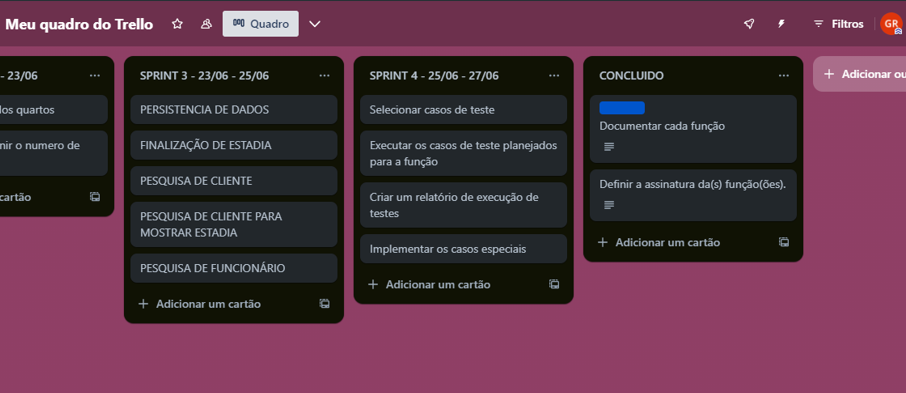 Meu quadro do Trello
Quadro
Filtros
GR
- 23/06
dos quartos
nir o numero de
cartão
SPRINT 3 - 23/06 - 25/06
PERSISTENCIA DE DADOS
FINALIZAÇÃO DE ESTADIA
PESQUISA DE CLIENTE
PESQUISA DE CLIENTE PARA
MOSTRAR ESTADIA
PESQUISA DE FUNCIONÁRIO
Adicionar um cartão
SPRINT 4 - 25/06 - 27/06
Selecionar casos de teste
Executar os casos de teste planejados
para a função
Criar um relatório de execução de
testes
Implementar os casos especiais
Adicionar um cartão
CONCLUIDO
Documentar cada função
Definir a assinatura da(s) função(ões).
Adicionar um cartão
Adicionar ou